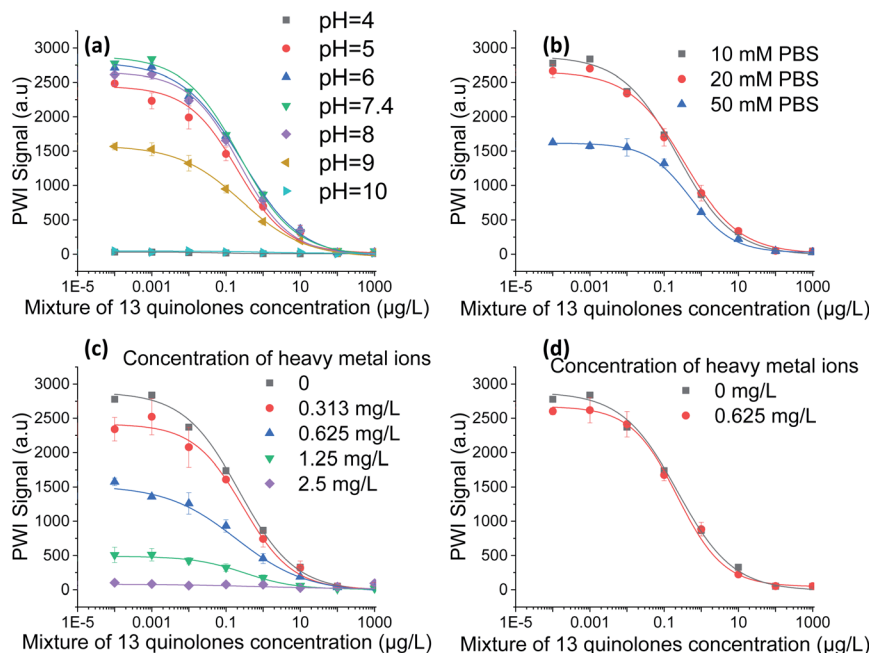 (a)
pH=4
pH=5
pH=6
pH=7.4
pH=8
pH=9
pH=10
3000
2500
2000
1500
1000
500
0
PWI Signal (a.u)
1E-5 0.001 0.1 10 1000
Mixture of 13 quinolones concentration (µg/L)
(b)
10 mM PBS
20 mM PBS
50 mM PBS
3000
2500
2000
1500
1000
500
0
PWI Signal (a.u)
1E-5 0.001 0.1 10 1000
Mixture of 13 quinolones concentration (µg/L)
(c)
Concentration of heavy metal ions
0
0.313 mg/L
0.625 mg/L
1.25 mg/L
2.5 mg/L
3000
2500
2000
1500
1000
500
0
PWI Signal (a.u)
1E-5 0.001 0.1 10 1000
Mixture of 13 quinolones concentration (µg/L)
(d)
Concentration of heavy metal ions
0 mg/L
0.625 mg/L
3000
2500
2000
1500
1000
500
0
PWI Signal (a.u)
1E-5 0.001 0.1 10 1000
Mixture of 13 quinolones concentration (µg/L)